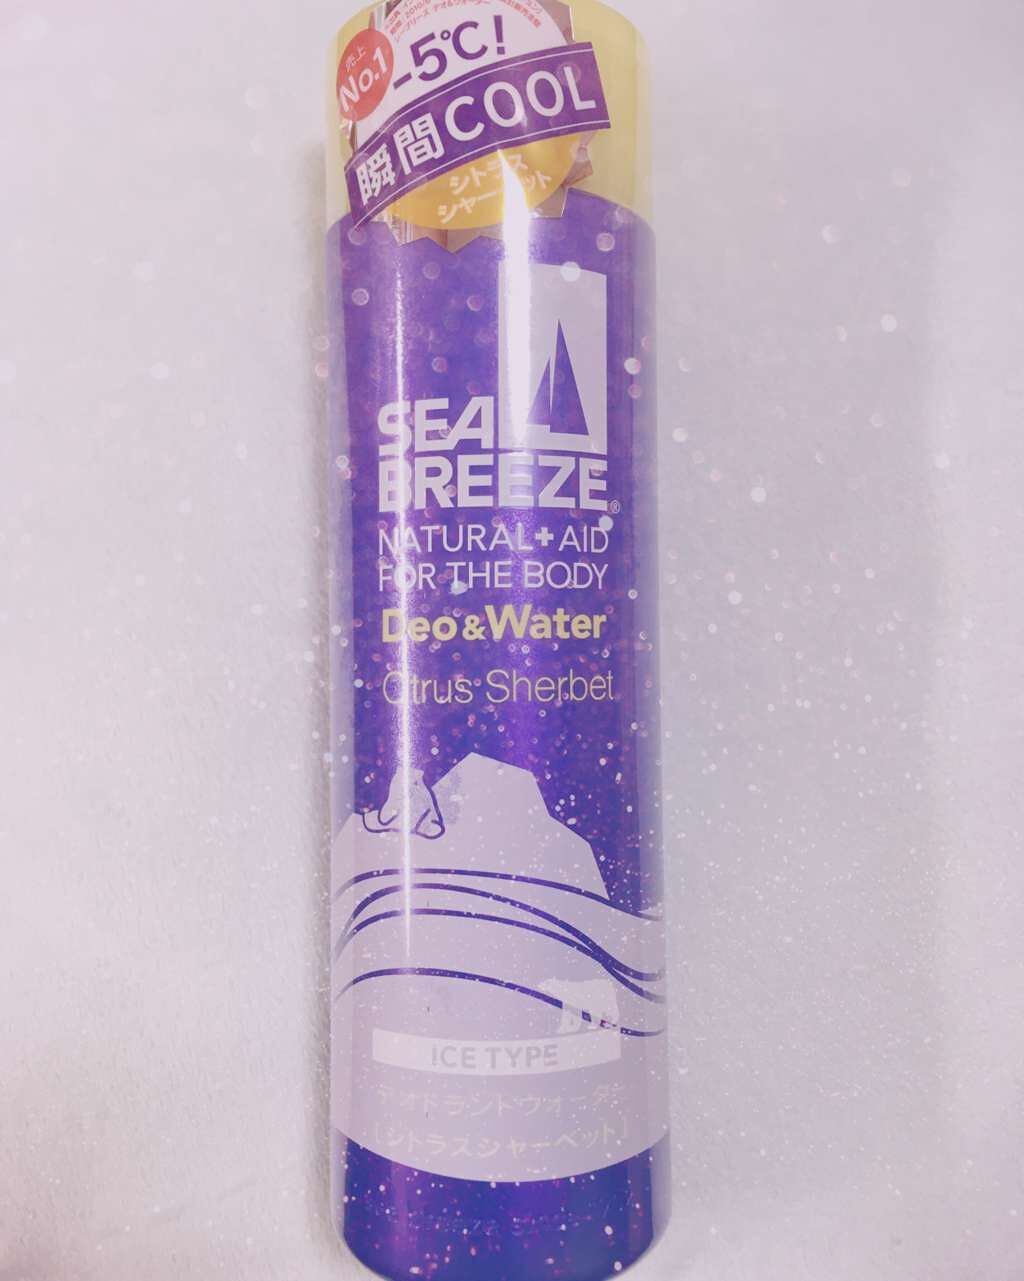 売上
No.1
-5℃!
瞬間COOL
シトラス
シャーベット
SEA
BREEZE®
NATURAL+AID
FOR THE BODY
Deo&Water
Citrus Sherbet
ICE TYPE
デオドラントウォーター
[シトラスシャーベット]